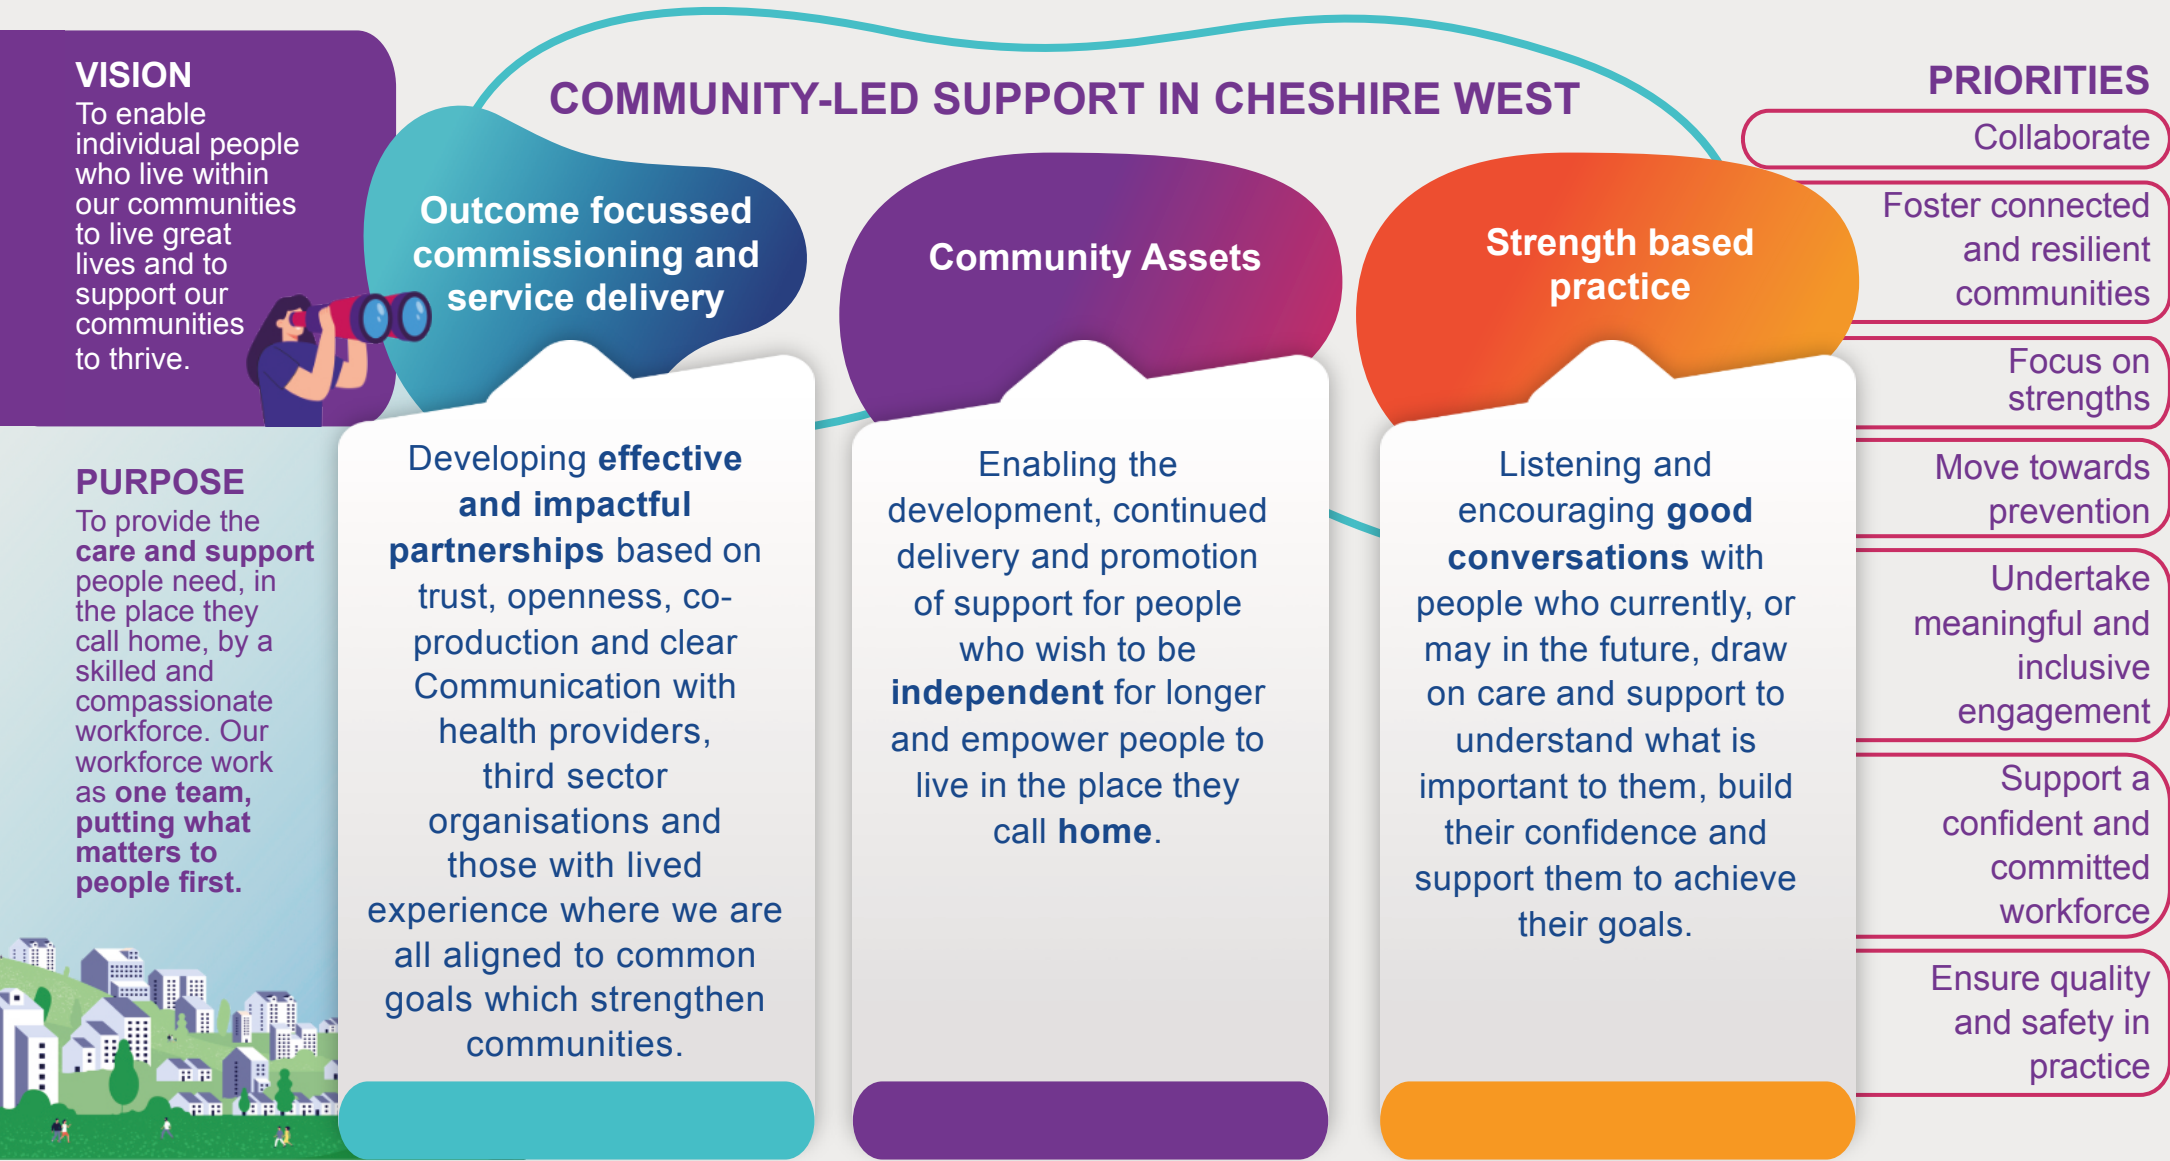 COMMUNITY-LED SUPPORT IN CHESHIRE WEST
VISION
To enable
individual people
who live within
our communities
to live great
lives and to
support our
communities
to thrive.
PURPOSE
To provide the
care and support
people need, in
the place they
call home, by a
skilled and
compassionate
workforce. Our
workforce work
as one team,
putting what
matters to
people first.
Outcome focussed
commissioning and
service delivery
Developing effective
and impactful
partnerships based on
trust, openness, co-
production and clear
Communication with
health providers,
third sector
organisations and
those with lived
experience where we are
all aligned to common
goals which strengthen
communities.
Community Assets
Enabling the
development, continued
delivery and promotion
of support for people
who wish to be
independent for longer
and empower people to
live in the place they
call home.
Strength based
practice
Listening and
encouraging good
conversations with
people who currently, or
may in the future, draw
on care and support to
understand what is
important to them, build
their confidence and
support them to achieve
their goals.
PRIORITIES
Collaborate
Foster connected
and resilient
communities
Focus on
strengths
Move towards
prevention
Undertake
meaningful and
inclusive
engagement
Support a
confident and
committed
workforce
Ensure quality
and safety in
practice